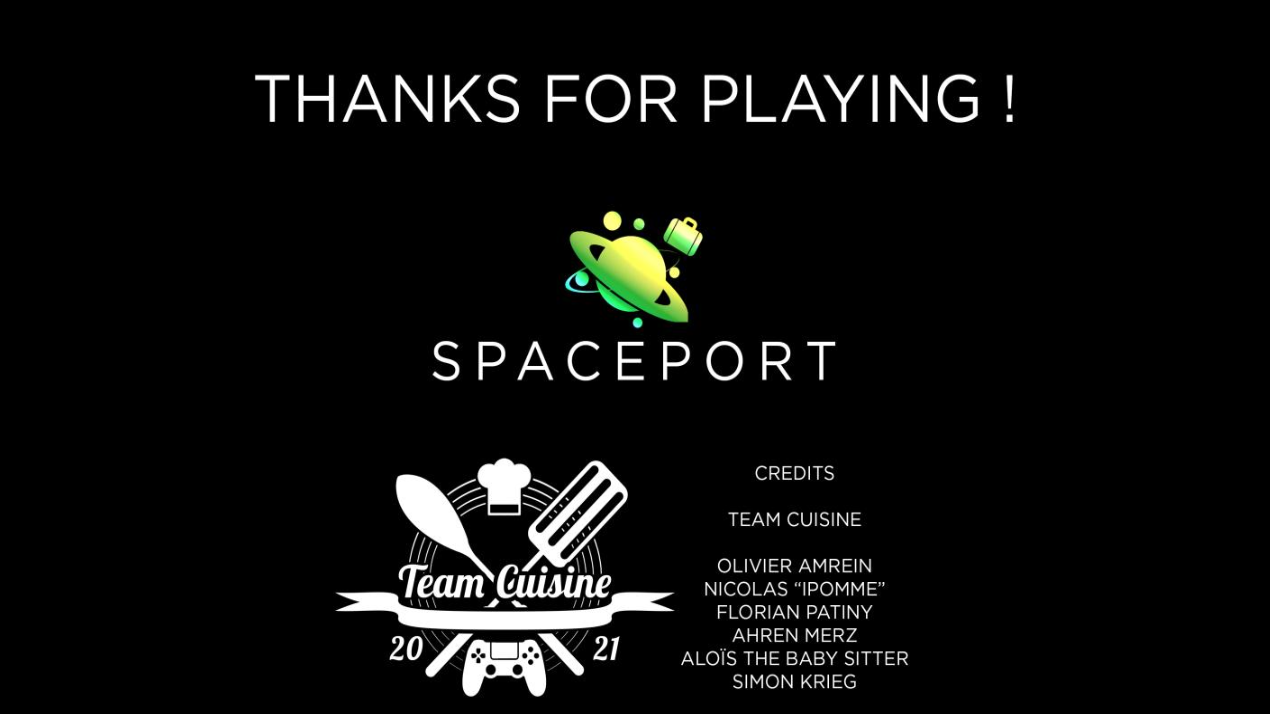 THANKS FOR PLAYING !
SPACEPORT
Team Cuisine
20 21
CREDITS
TEAM CUISINE
OLIVIER AMREIN
NICOLAS “IPOMME”
FLORIAN PATINY
AHREN MERZ
ALOÏS THE BABY SITTER
SIMON KRIEG